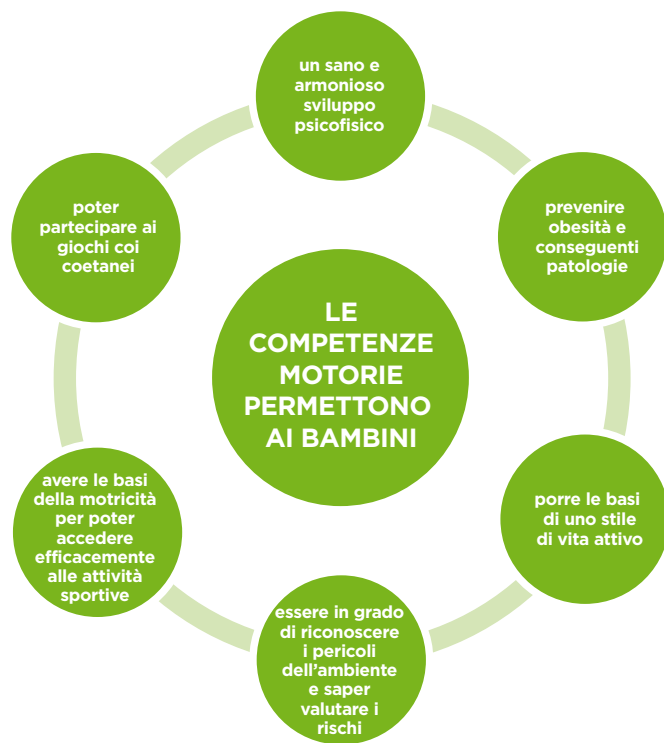 un sano e
armonioso
sviluppo
psicofisico
prevenire
obesità e
conseguenti
patologie
porre le basi
di uno stile
di vita attivo
essere in grado
di riconoscere
i pericoli
dell'ambiente
e saper
valutare i
rischi
avere le basi
della motricità
per poter
accedere
efficacemente
alle attività
sportive
poter
partecipare ai
giochi coi
coetanei
LE
COMPETENZE
MOTORIE
PERMETTONO
AI BAMBINI